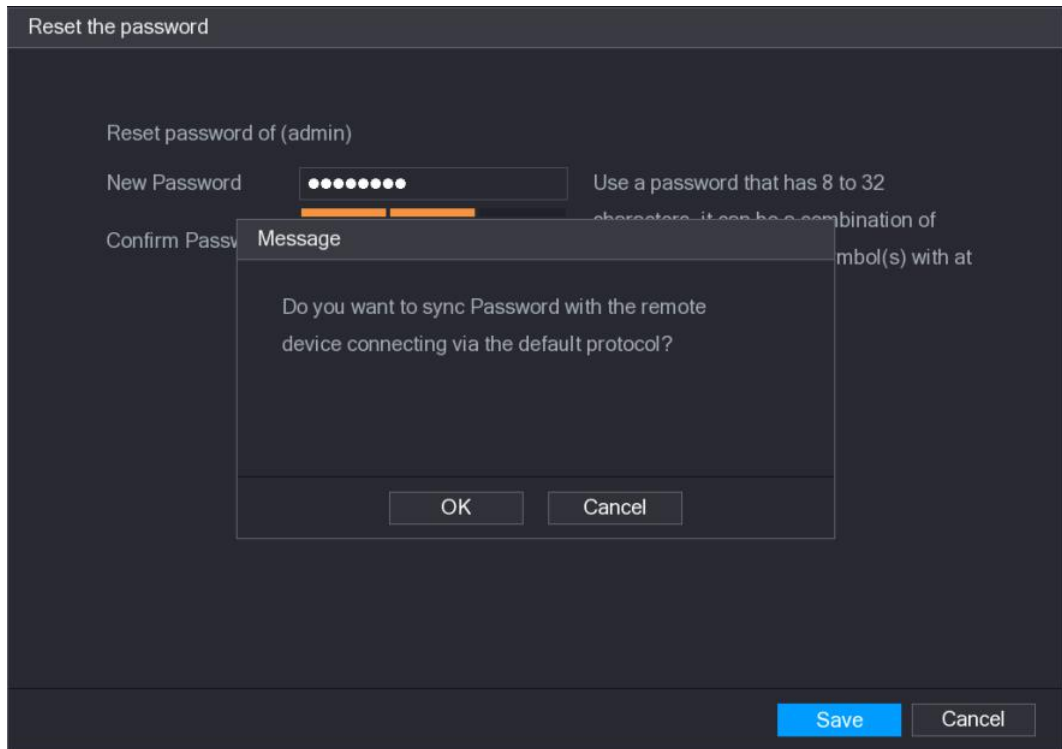 Reset the password
Reset password of (admin)
New Password ●●●●●●●● Use a password that has 8 to 32
combination of
Confirm
mbol(s) with at
Message
Do you want to sync Password with the remote
device connecting via the default protocol?
OK Cancel
Save Cancel